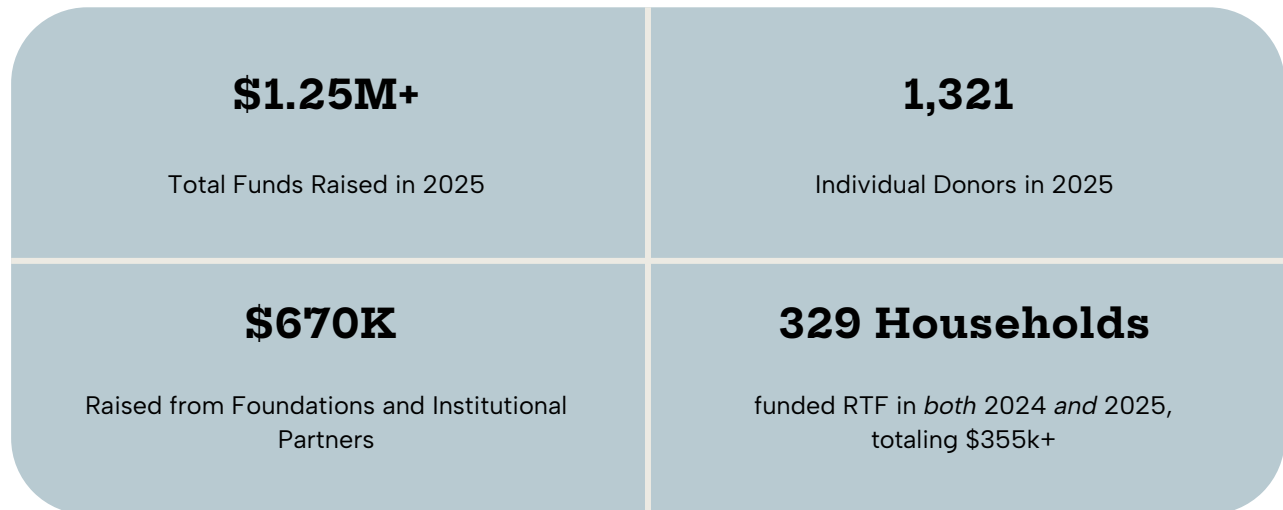 $1.25M+
Total Funds Raised in 2025
1,321
Individual Donors in 2025
$670K
Raised from Foundations and Institutional
Partners
329 Households
funded RTF in both 2024 and 2025,
totaling $355k+